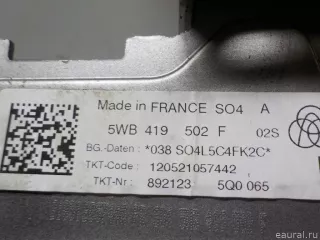 Made in FRANCE SO4 A
5WB 419 502 F 02S
BG.-Daten : *038 SO4L5C4FK2C*
TKT-Code : 120521057442
TKT-Nr : 892123 5Q0 065
eaural.ru